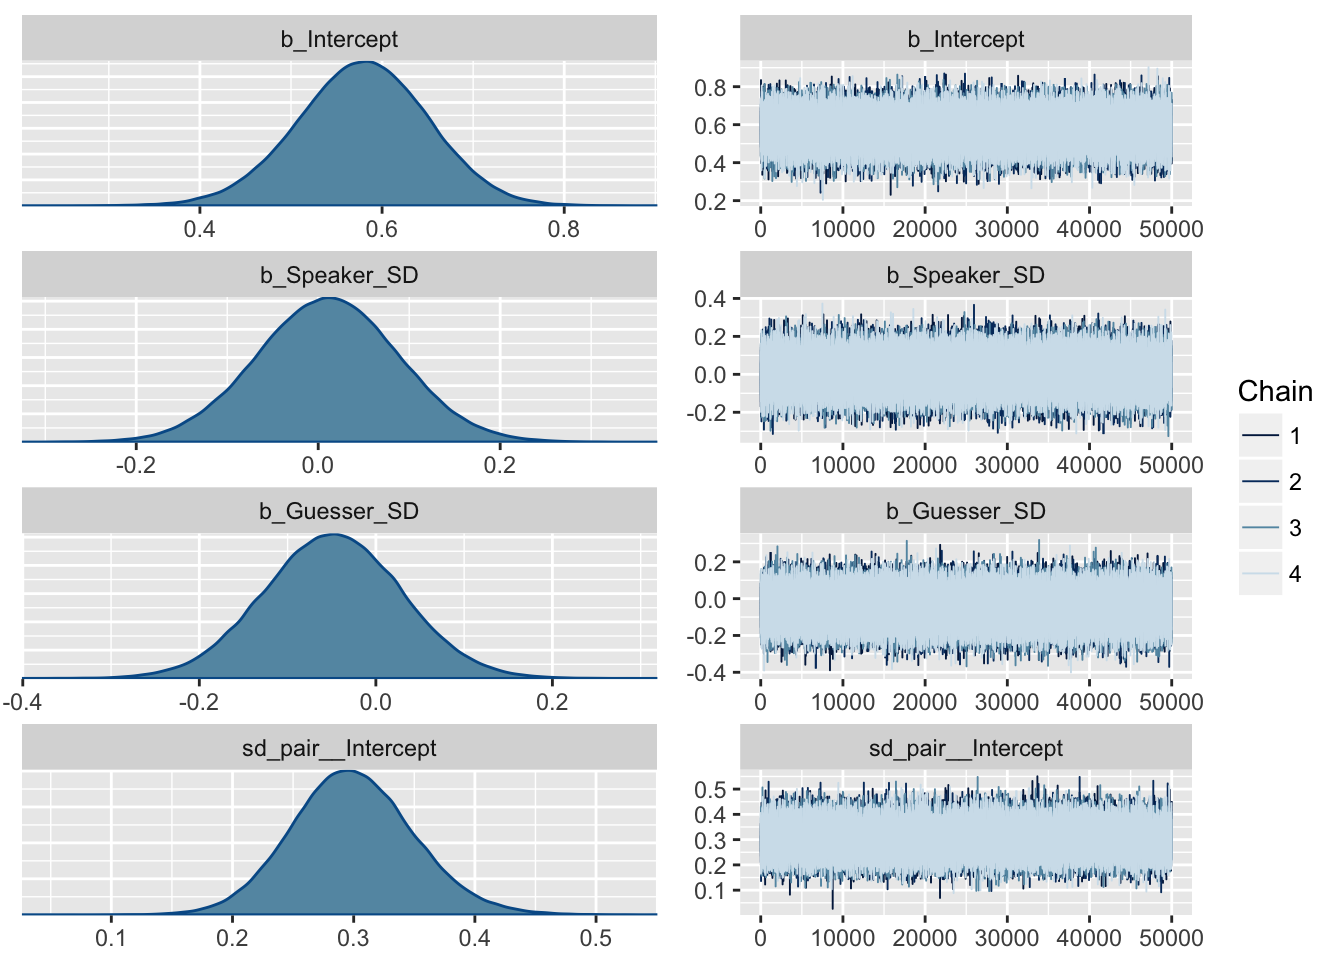 b_Intercept
0.4 0.6 0.8
b_Intercept
0.8
0.6
0.4
0.2
0 10000 20000 30000 40000 50000
b_Speaker_SD
-0.2 0.0 0.2
b_Speaker_SD
0.4
0.2
0.0
-0.2
0 10000 20000 30000 40000 50000
b_Guesser_SD
-0.4 -0.2 0.0 0.2
b_Guesser_SD
0.2
0.0
-0.2
-0.4
0 10000 20000 30000 40000 50000
sd_pair__Intercept
0.1 0.2 0.3 0.4 0.5
sd_pair__Intercept
0.5
0.4
0.3
0.2
0.1
0 10000 20000 30000 40000 50000
Chain
1
2
3
4